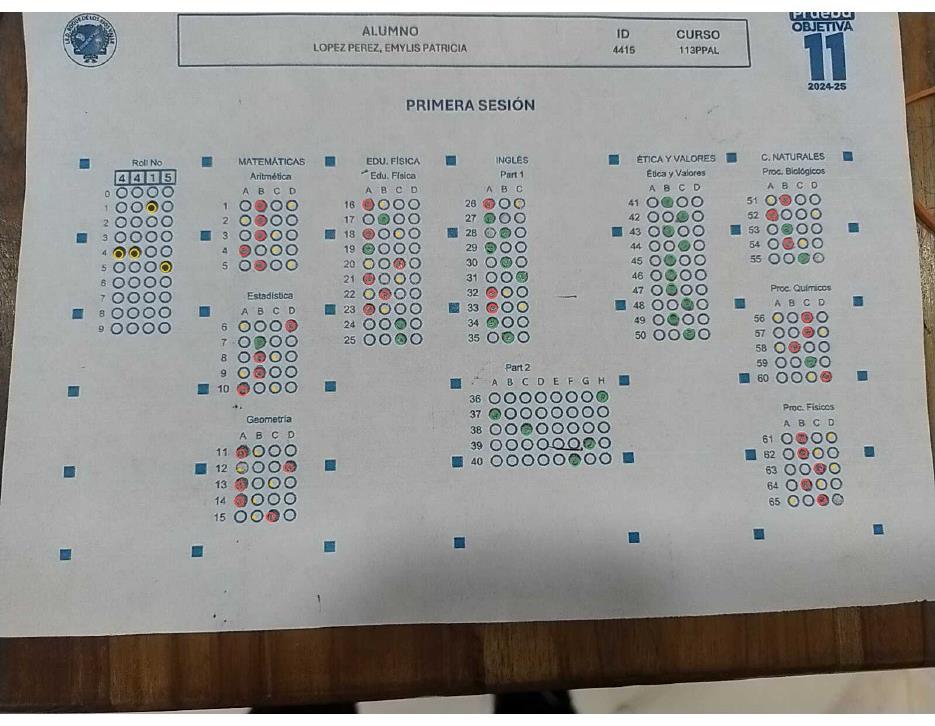 Prueba
OBJETIVA
11
2024-25
ALUMNO
LOPEZ PEREZ, EMYLIS PATRICIA
ID
4415
CURSO
113PPAL
PRIMERA SESIÓN
Roll No
4 4 1 5
0
1
2
3
4
5
6
7
8
9
MATEMÁTICAS
Aritmética
A B C D
1
2
3
4
5
Estadística
A B C D
6
7
8
9
10
Geometría
A B C D
11
12
13
14
15
EDU. FÍSICA
Edu. Física
A B C D
16
17
18
19
20
21
22
23
24
25
INGLÉS
Part 1
A B C
26
27
28
29
30
31
32
33
34
35
Part 2
A B C D E F G H
36
37
38
39
40
ÉTICA Y VALORES
Ética y Valores
A B C D
41
42
43
44
45
46
47
48
49
50
C. NATURALES
Proc. Biológicos
A B C D
51
52
53
54
55
Proc. Químicos
A B C D
56
57
58
59
60
Proc. Físicos
A B C D
61
62
63
64
65